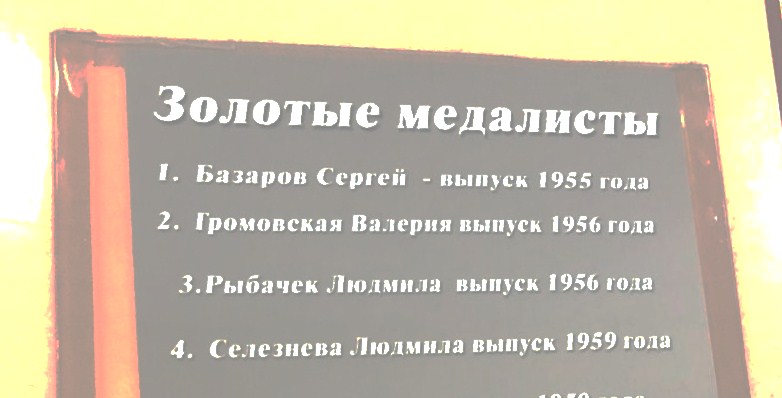 Золотые медалисты
1. Базаров Сергей - выпуск 1955 года
2. Громовская Валерия выпуск 1956 года
3.Рыбачек Людмила выпуск 1956 года
4. Селезнева Людмила выпуск 1959 года